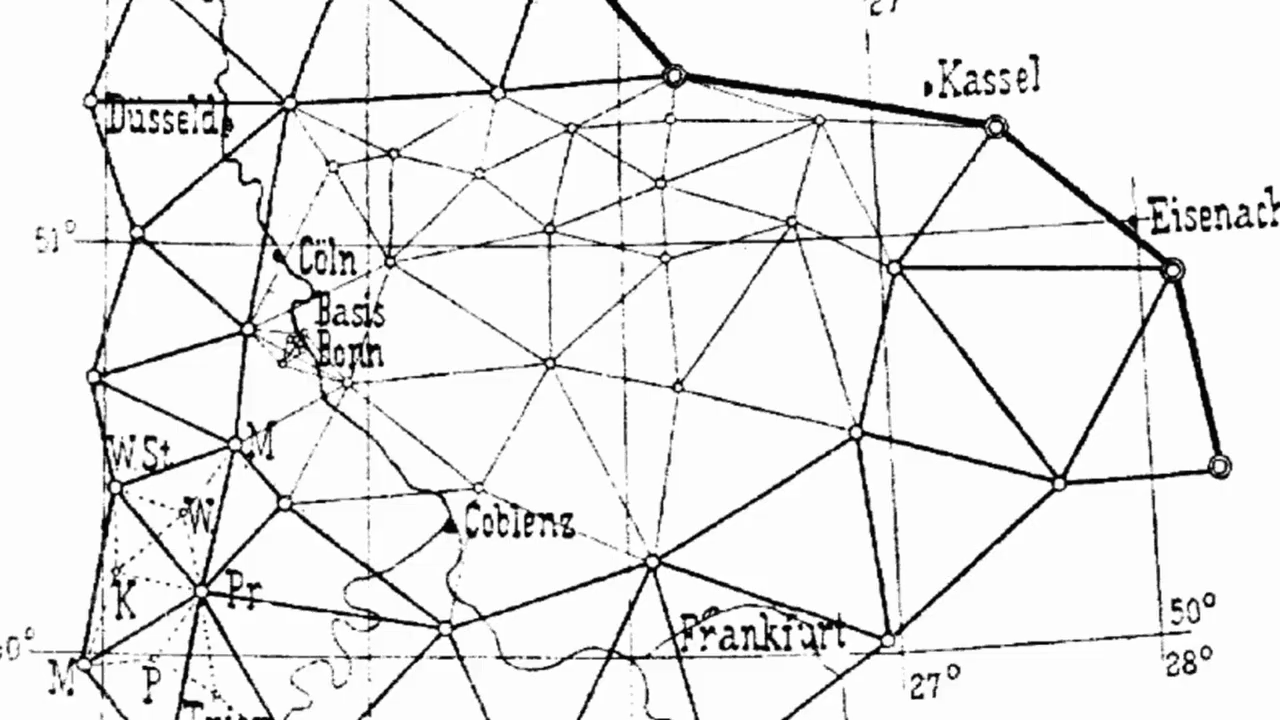 27
Kassel
Düsseld.
Eisenach
51°
Cöln
Basis
Bonn
M
W.St.
W
Coblenz
K
Pr
Frankfurt
50°
M
P
27°
28°